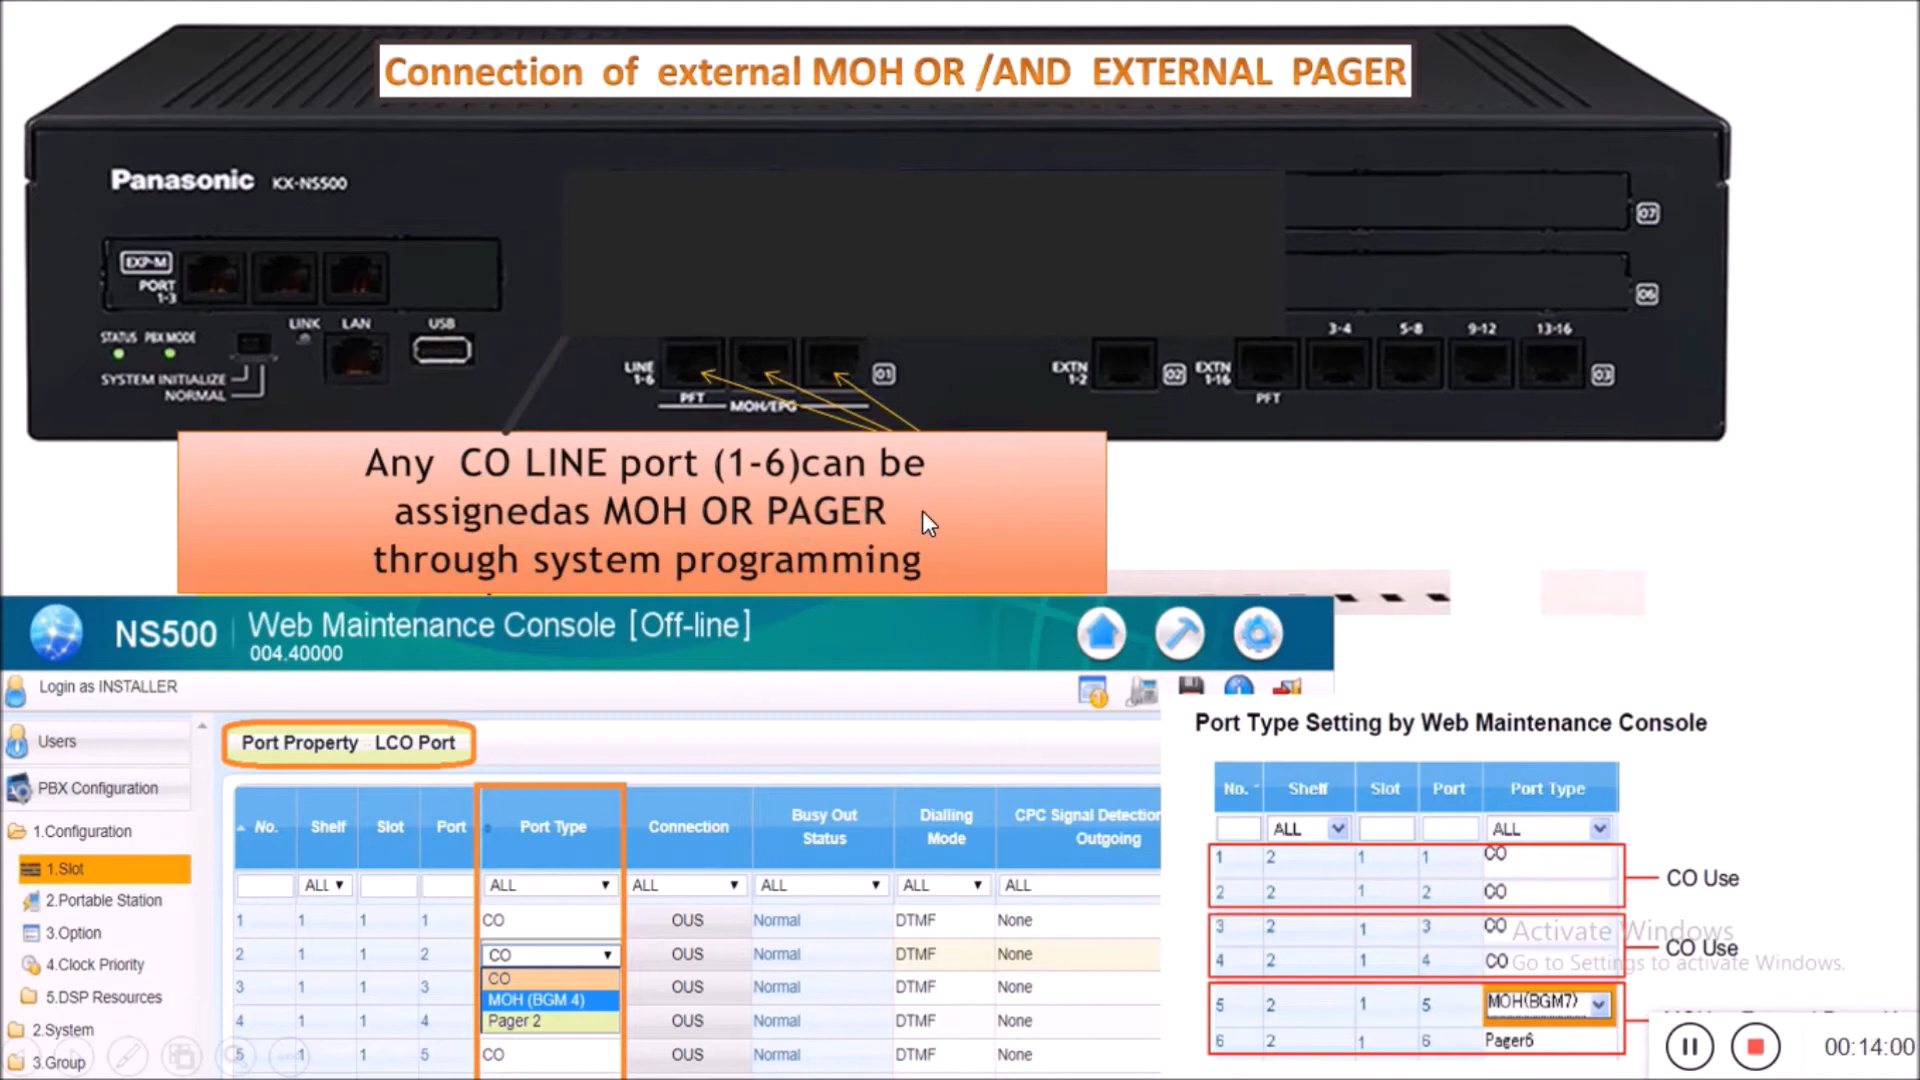 Connection of external MOH OR /AND EXTERNAL PAGER
Panasonic KX-NS500
07
EXP-M
PORT
1-3
06
STATUS PBX MODE
LINK LAN USB
3-4 5-8 9-12 13-16
SYSTEM INITIALIZE
NORMAL
LINE
1-6
01
EXTN
1-2
02
EXTN
1-16
03
PFT
MOH/EPG
PFT
Any CO LINE port (1-6)can be
assignedas MOH OR PAGER
through system programming
NS500 Web Maintenance Console [Off-line]
004.40000
Login as INSTALLER
Users
PBX Configuration
1.Configuration
1.Slot
2.Portable Station
3.Option
4.Clock Priority
5.DSP Resources
2.System
3.Group
Port Property LCO Port
No. Shelf Slot Port Port Type Connection Busy Out Status Dialling Mode CPC Signal Detection Outgoing
ALL ALL ALL ALL ALL ALL
1 1 1 1 CO OUS Normal DTMF None
2 1 1 2 CO OUS Normal DTMF None
CO
3 1 1 3 MOH (BGM 4) OUS Normal DTMF None
4 1 1 4 Pager 2 OUS Normal DTMF None
5 1 1 5 CO OUS Normal DTMF None
Port Type Setting by Web Maintenance Console
No. Shelf Slot Port Port Type
ALL ALL
1 2 1 1 CO
2 2 1 2 CO
CO Use
3 2 1 3 CO
4 2 1 4 CO
CO Use
5 2 1 5 MOH(BGM7)
6 2 1 6 Pager6
Activate Windows
Go to Settings to activate Windows.
00:14:00